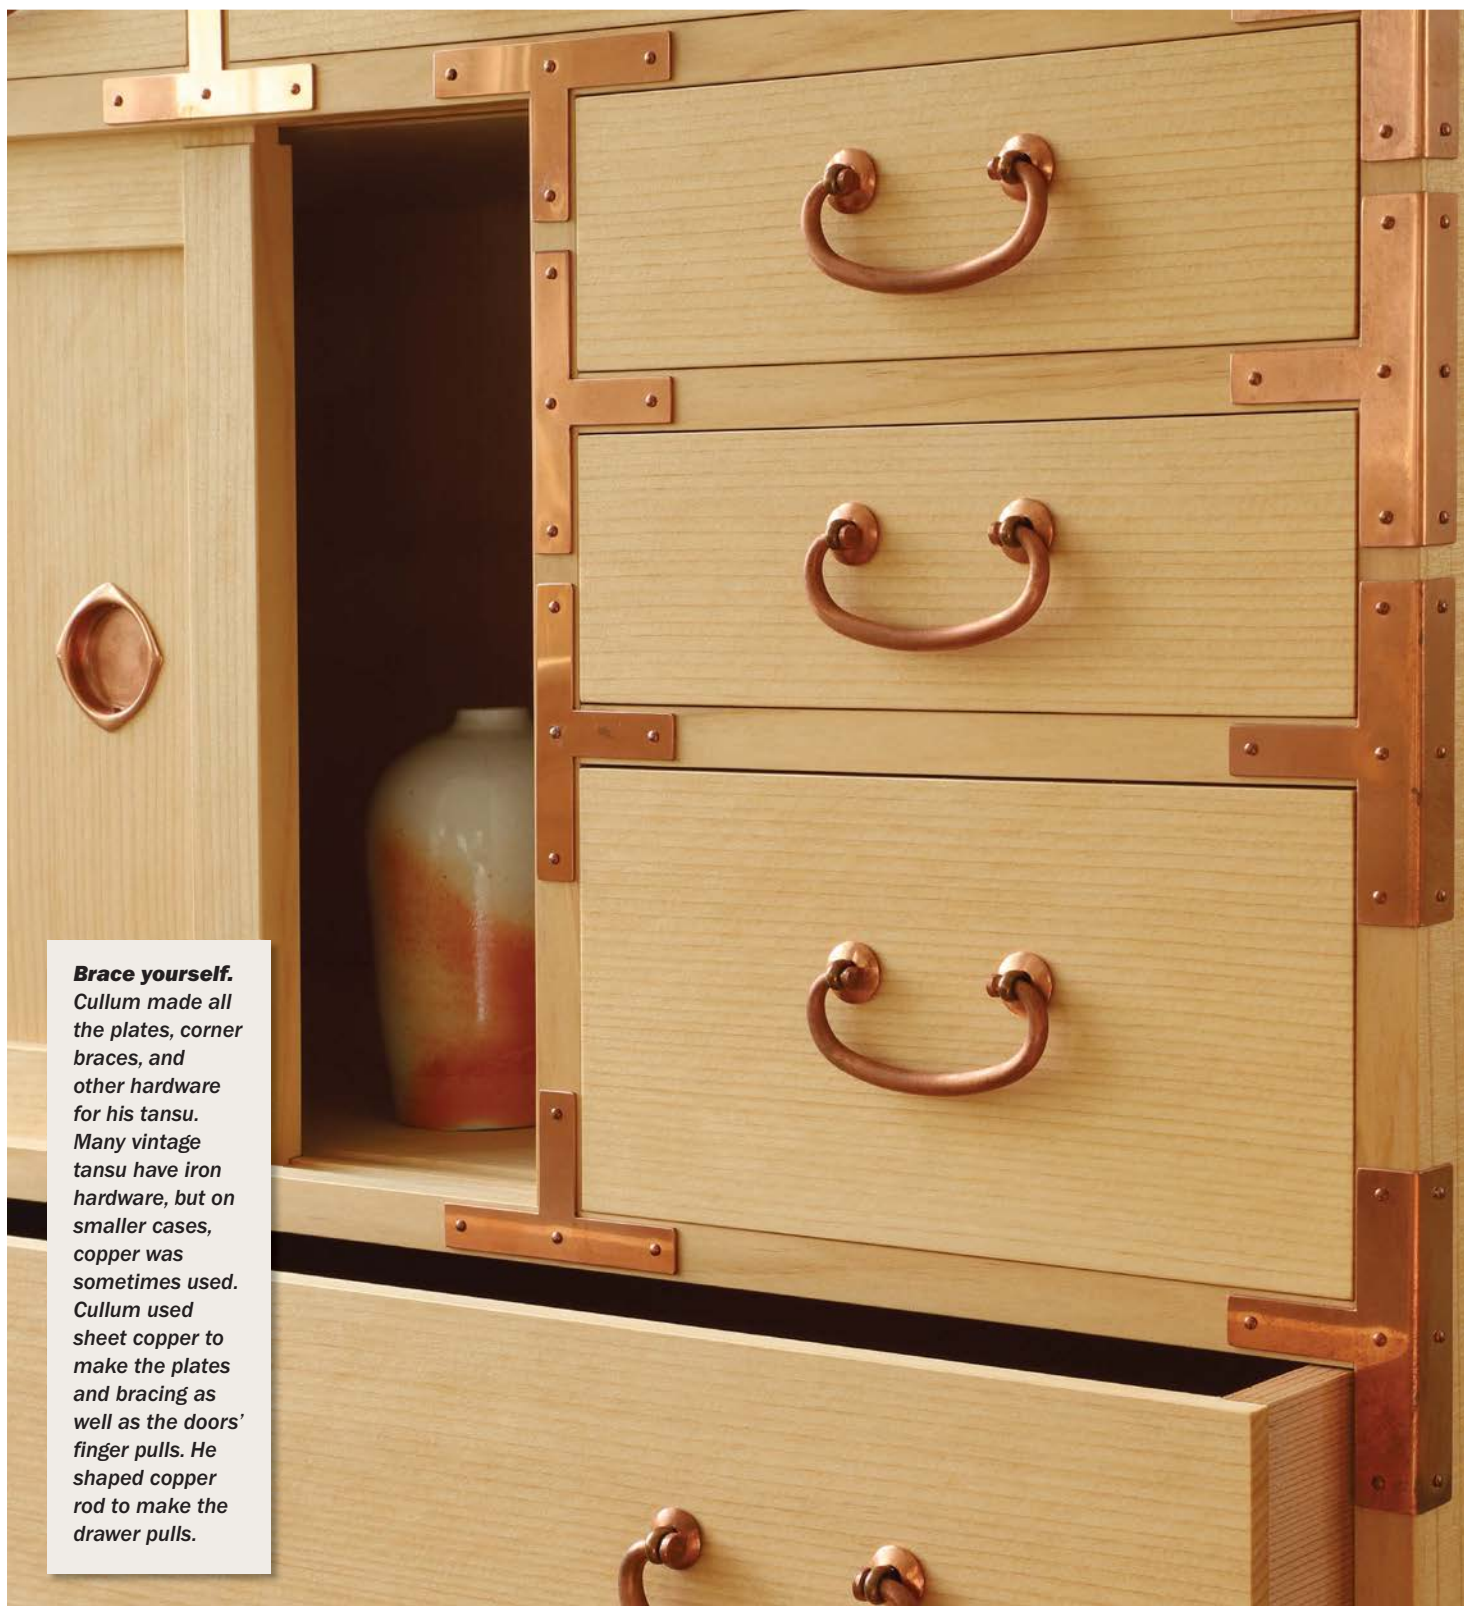 Brace yourself.
Cullum made all
the plates, corner
braces, and
other hardware
for his tansu.
Many vintage
tansu have iron
hardware, but on
smaller cases,
copper was
sometimes used.
Cullum used
sheet copper to
make the plates
and bracing as
well as the doors’
finger pulls. He
shaped copper
rod to make the
drawer pulls.